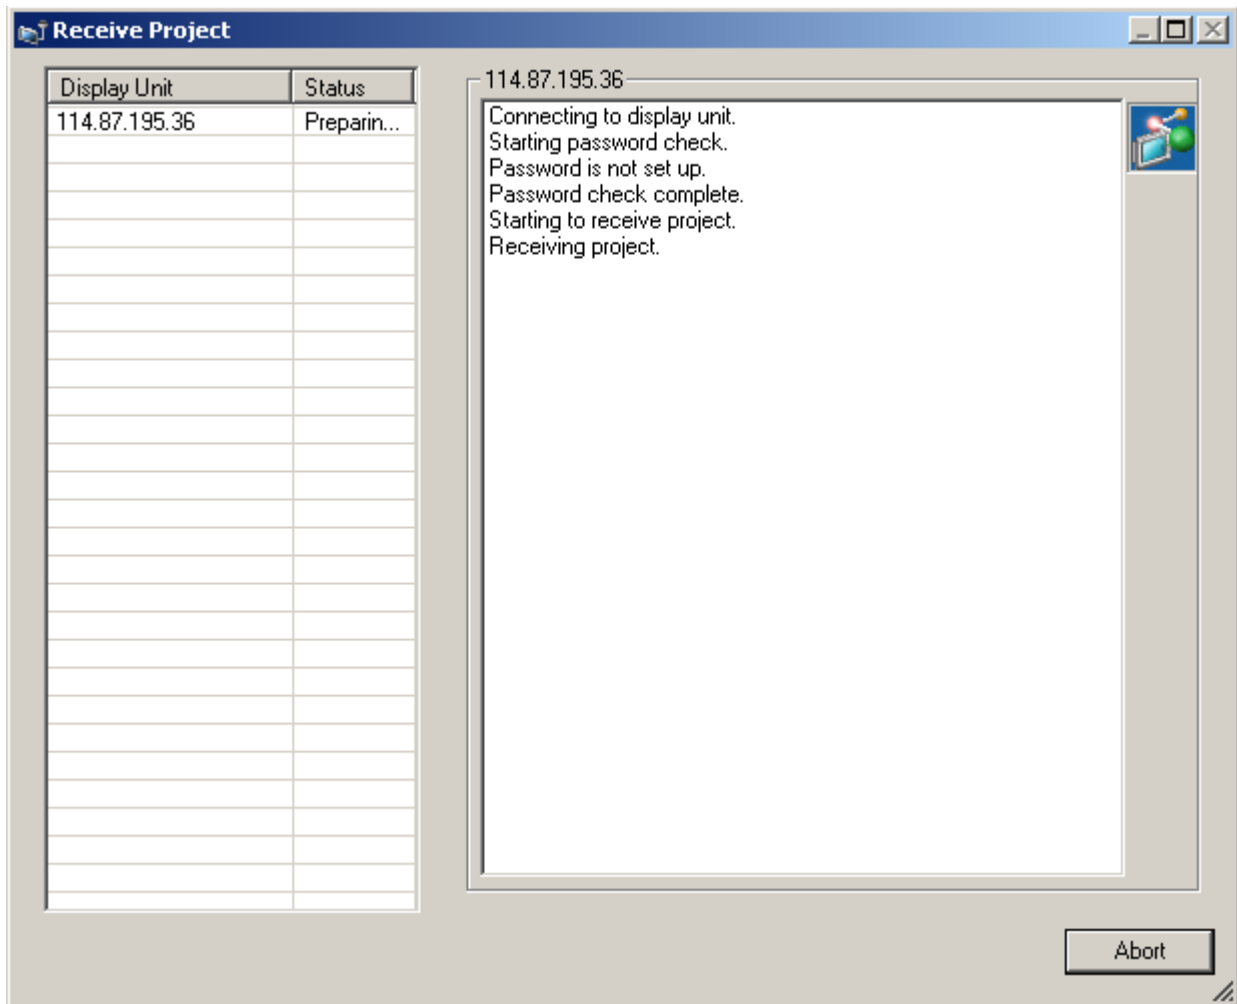 Receive Project
Display Unit Status
114.87.195.36 Preparin...
114.87.195.36
Connecting to display unit.
Starting password check.
Password is not set up.
Password check complete.
Starting to receive project.
Receiving project.
Abort